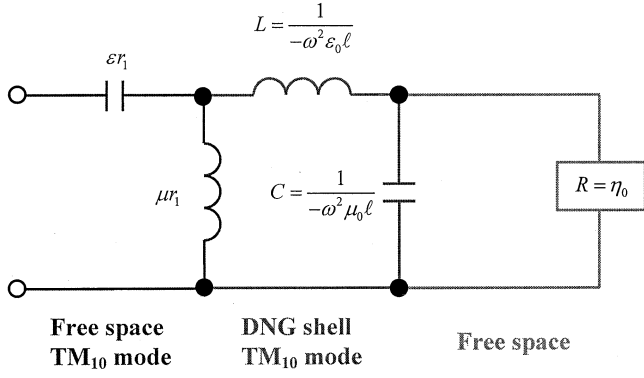 L = 1 / −ω²ε₀ℓ
εr₁
μr₁
C = 1 / −ω²μ₀ℓ
R = η₀
Free space
TM₁₀ mode
DNG shell
TM₁₀ mode
Free space